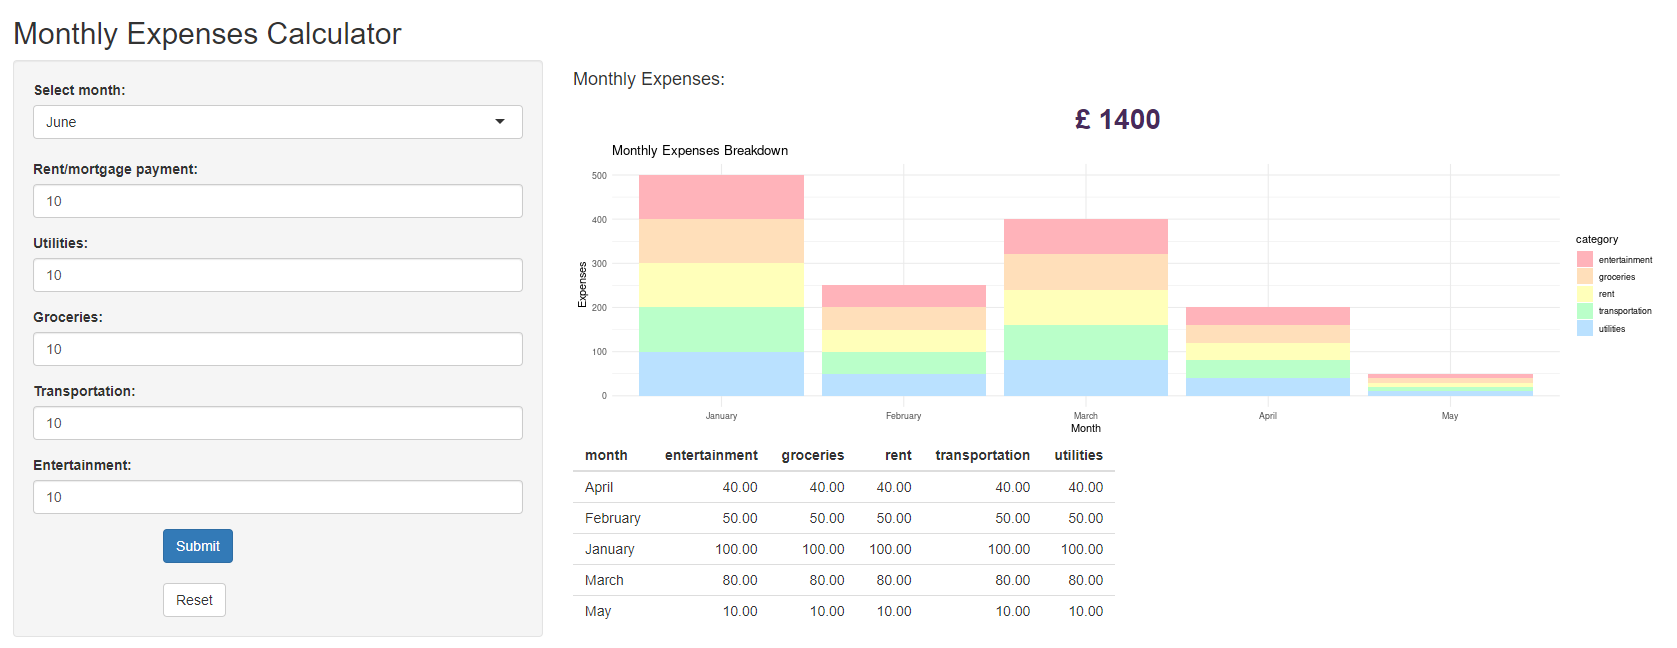 Monthly Expenses Calculator
Select month:
June
Rent/mortgage payment:
10
Utilities:
10
Groceries:
10
Transportation:
10
Entertainment:
10
Submit
Reset
Monthly Expenses:
£ 1400
Monthly Expenses Breakdown
Expenses
500
400
300
200
100
0
January February March April May
Month
category
entertainment
groceries
rent
transportation
utilities
month entertainment groceries rent transportation utilities
April 40.00 40.00 40.00 40.00 40.00
February 50.00 50.00 50.00 50.00 50.00
January 100.00 100.00 100.00 100.00 100.00
March 80.00 80.00 80.00 80.00 80.00
May 10.00 10.00 10.00 10.00 10.00